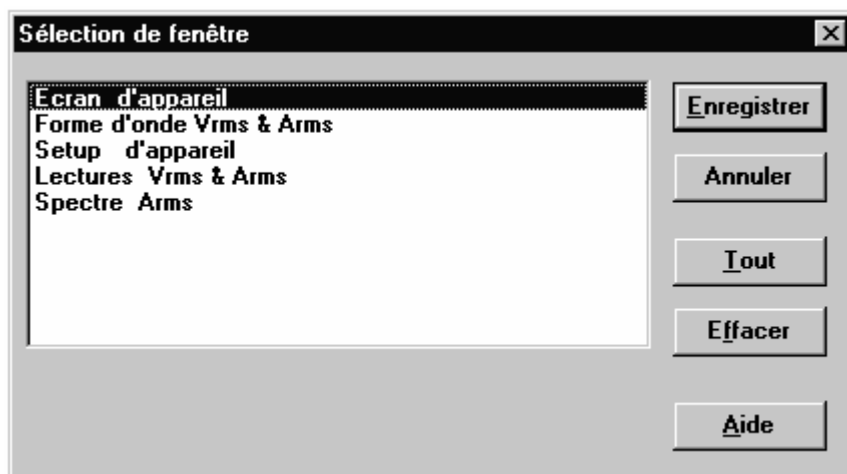 Sélection de fenêtre
Ecran d'appareil
Forme d'onde Vrms & Arms
Setup d'appareil
Lectures Vrms & Arms
Spectre Arms
Enregistrer
Annuler
Tout
Effacer
Aide